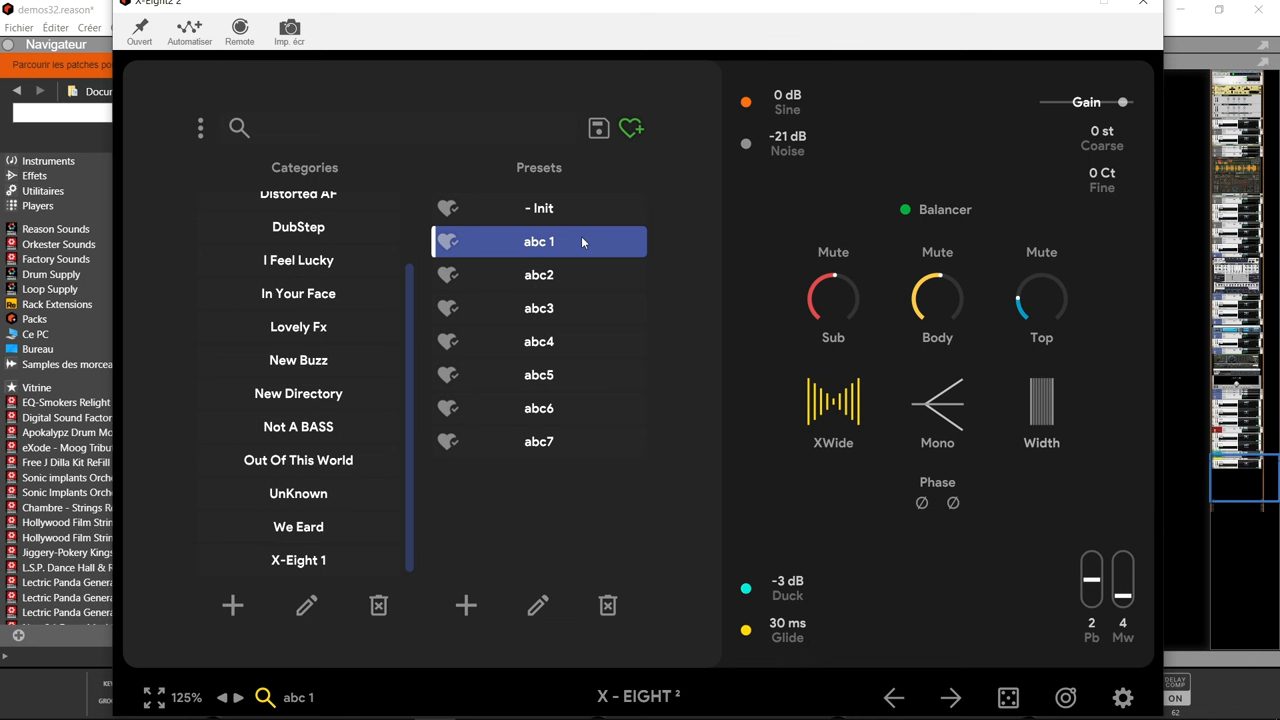 demos32.reason*
X-Eight2 2
Fichier Éditer Créer
Ouvert Automatiser Remote Imp. écr
Navigateur
Parcourir les patches po
Docur
Instruments
Effets
Utilitaires
Players
Reason Sounds
Orkester Sounds
Factory Sounds
Drum Supply
Loop Supply
Rack Extensions
Packs
Ce PC
Bureau
Samples des morcea
Vitrine
EQ-Smokers Relight
Digital Sound Factor
Apokalypz Drum Mc
eXode - Moog Tribu
Free J Dilla Kit ReFill
Sonic implants Orch
Sonic Implants Orch
Chambre - Strings R
Hollywood Film Strin
Hollywood Film Strin
Jiggery-Pokery Kings
L.S.P. Dance Hall & R
Lectric Panda Genera
Lectric Panda Genera
Lectric Panda Genera
Categories Presets
Distorted AF
DubStep
I Feel Lucky
In Your Face
Lovely Fx
New Buzz
New Directory
Not A BASS
Out Of This World
UnKnown
We Eard
X-Eight 1
- Init
abc 1
abc2
abc3
abc4
abc5
abc6
abc7
0 dB
Sine
-21 dB
Noise
Gain
0 st
Coarse
0 Ct
Fine
Balancer
Mute Mute Mute
Sub Body Top
XWide Mono Width
Phase
-3 dB
Duck
30 ms
Glide
2 4
Pb Mw
125% abc 1 X - EIGHT ²
KEY
GRO
DELAY
COMP
ON
62